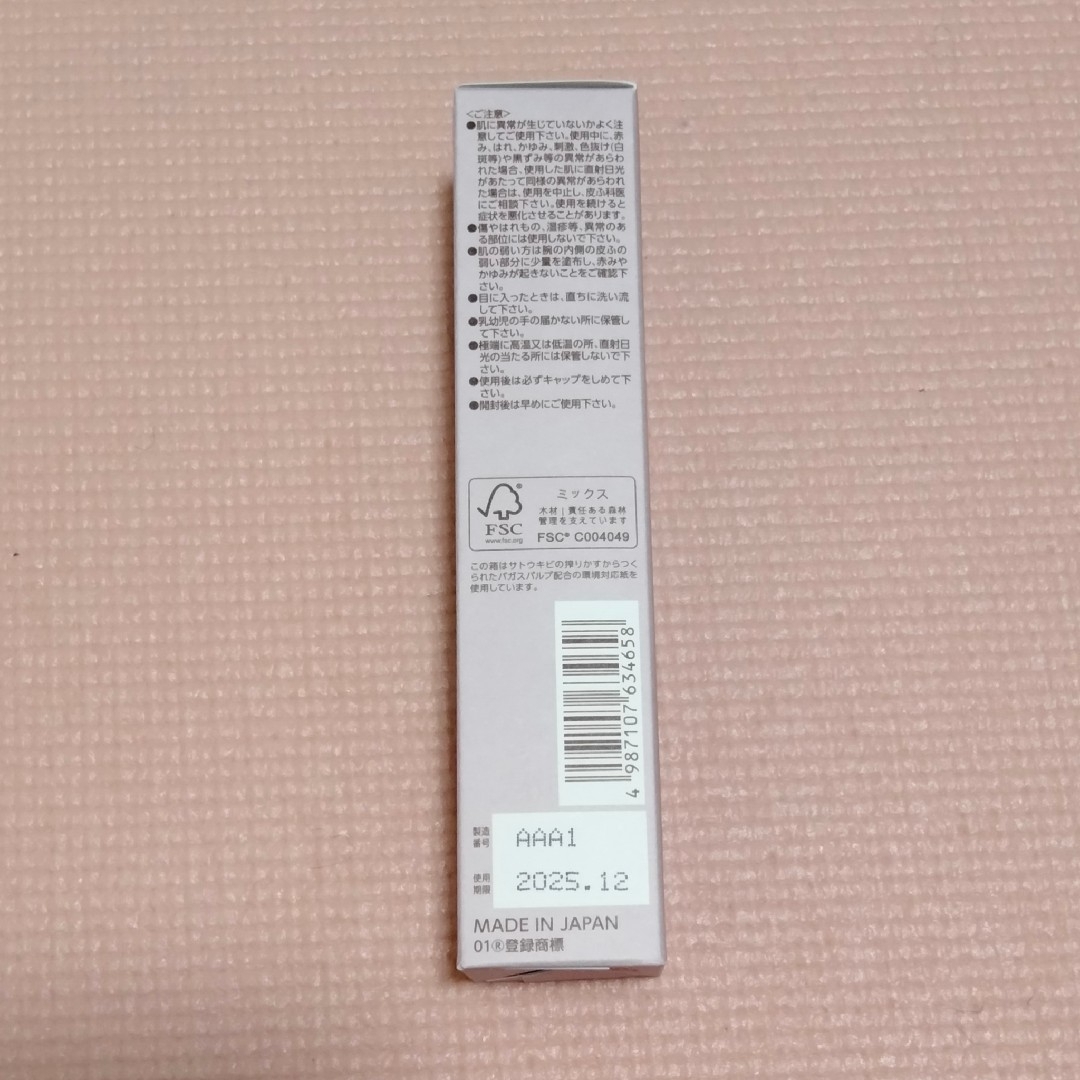 <ご注意>
●肌に異常が生じていないかよく注
意してご使用下さい。使用中に、赤
み、はれ、かゆみ、刺激、色抜け(白
斑等)や黒ずみ等の異常があらわ
れた場合、使用した肌に直射日光
があたって同様の異常があらわれ
た場合は、使用を中止し、皮ふ科医
にご相談下さい。使用を続けると
症状を悪化させることがあります。
●傷やはれもの、湿疹等、異常のあ
る部位には使用しないで下さい。
●肌の弱い方は腕の内側の皮ふの
弱い部分に少量を塗布し、赤みや
かゆみが起きないことをご確認下
さい。
●目に入ったときは、直ちに洗い流
して下さい。
●乳幼児の手の届かない所に保管し
て下さい。
●極端に高温又は低温の所、直射日
光の当たる所には保管しないで下
さい。
●使用後は必ずキャップをしめて下
さい。
●開封後は早めにご使用下さい。
FSC®
www.fsc.org
ミックス
木材|責任ある森林
管理を支えています
FSC® C004049
この箱はサトウキビの搾りかすからつく
られたバガスパルプ配合の環境対応紙を
使用しています。
4 987107 634658
製造
番号
AAA1
使用
期限
2025.12
MADE IN JAPAN
01®登録商標